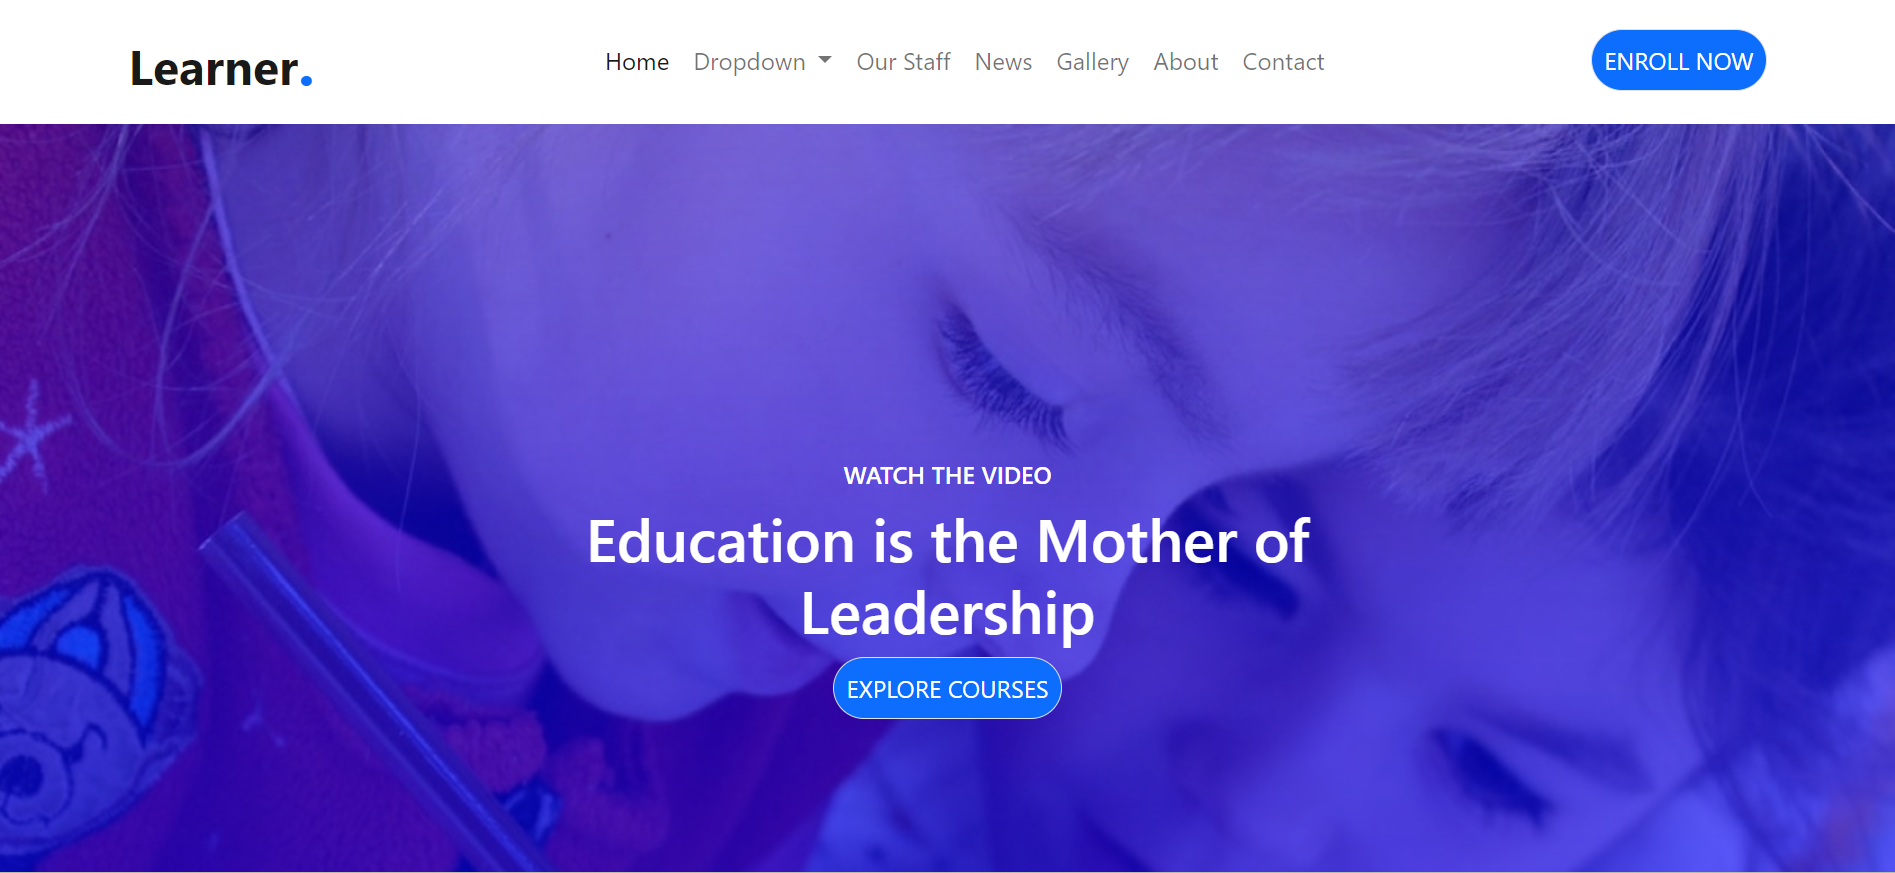 Learner.
Home Dropdown Our Staff News Gallery About Contact
ENROLL NOW
WATCH THE VIDEO
Education is the Mother of
Leadership
EXPLORE COURSES